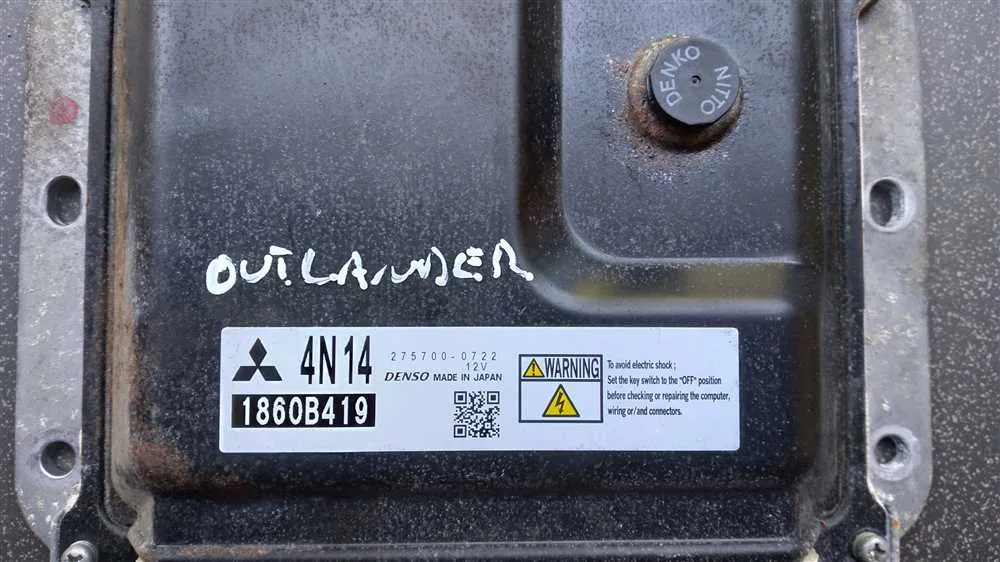 NITTO DENKO
OUTLANDER
4N14
1860B419
275700-0722
12V
DENSO MADE IN JAPAN
WARNING
To avoid electric shock ;
Set the key switch to the "OFF" position
before checking or repairing the computer,
wiring or/and connectors.